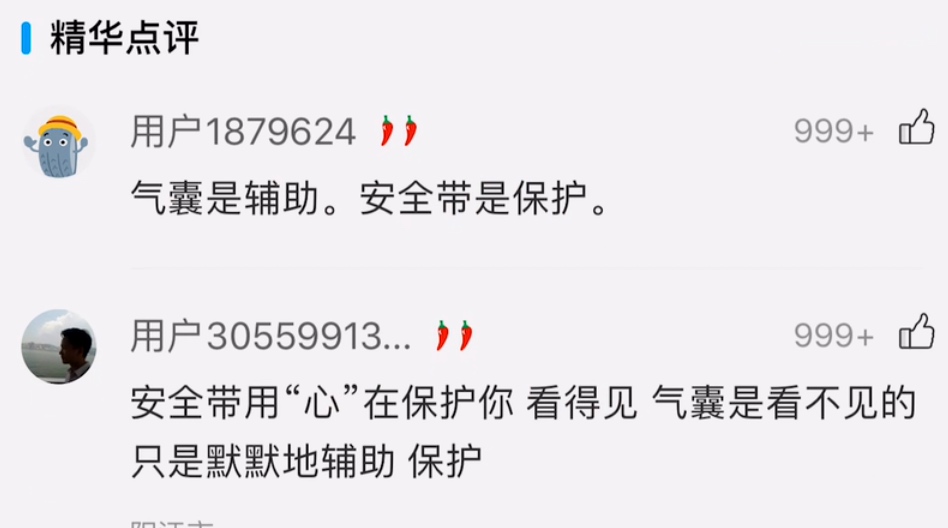 精华点评
用户1879624 999+
气囊是辅助。安全带是保护。
用户30559913... 999+
安全带用“心”在保护你 看得见 气囊是看不见的
只是默默地辅助 保护